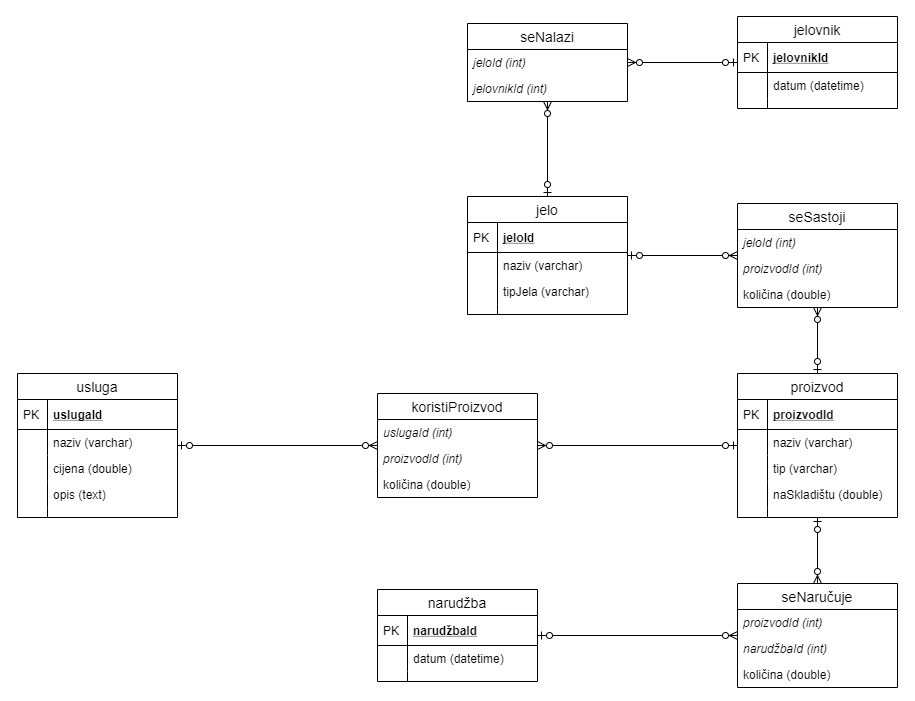 seNalazi
jeloId (int)
jelovnikId (int)
jelovnik
PK jelovnikId
datum (datetime)
jelo
PK jeloId
naziv (varchar)
tipJela (varchar)
seSastoji
jeloId (int)
proizvodId (int)
količina (double)
usluga
PK uslugaId
naziv (varchar)
cijena (double)
opis (text)
koristiProizvod
uslugaId (int)
proizvodId (int)
količina (double)
proizvod
PK proizvodId
naziv (varchar)
tip (varchar)
naSkladištu (double)
narudžba
PK narudžbaId
datum (datetime)
seNaručuje
proizvodId (int)
narudžbaId (int)
količina (double)